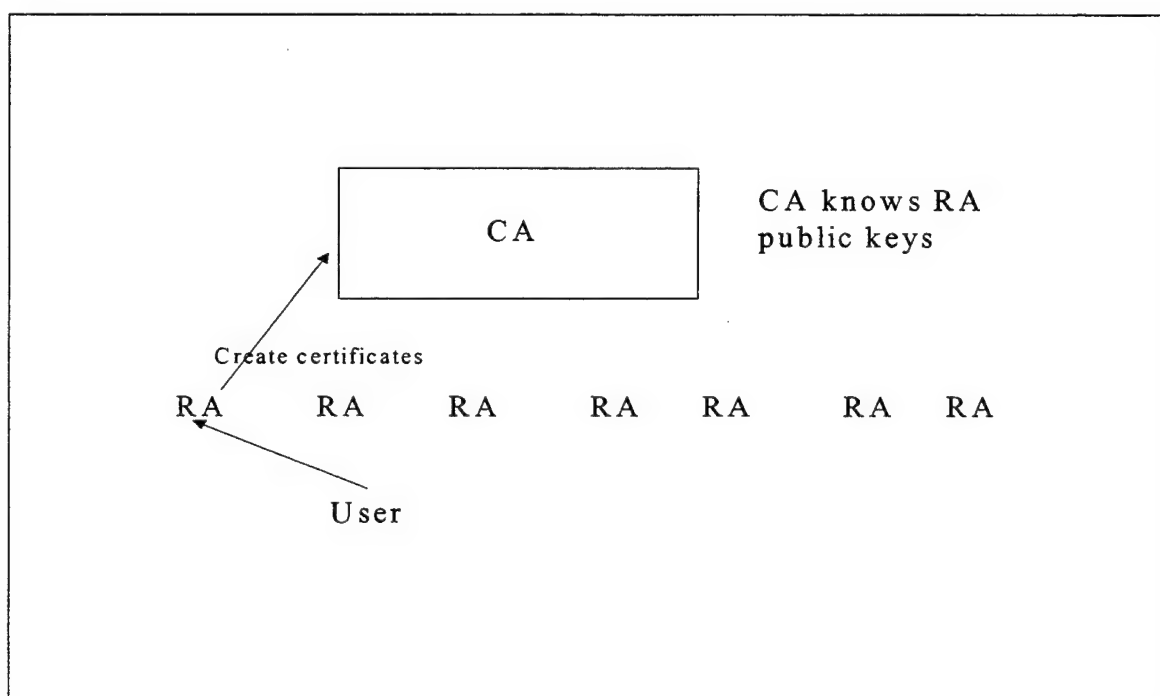 CA
CA knows RA
public keys
Create certificates
RA RA RA RA RA RA RA
User